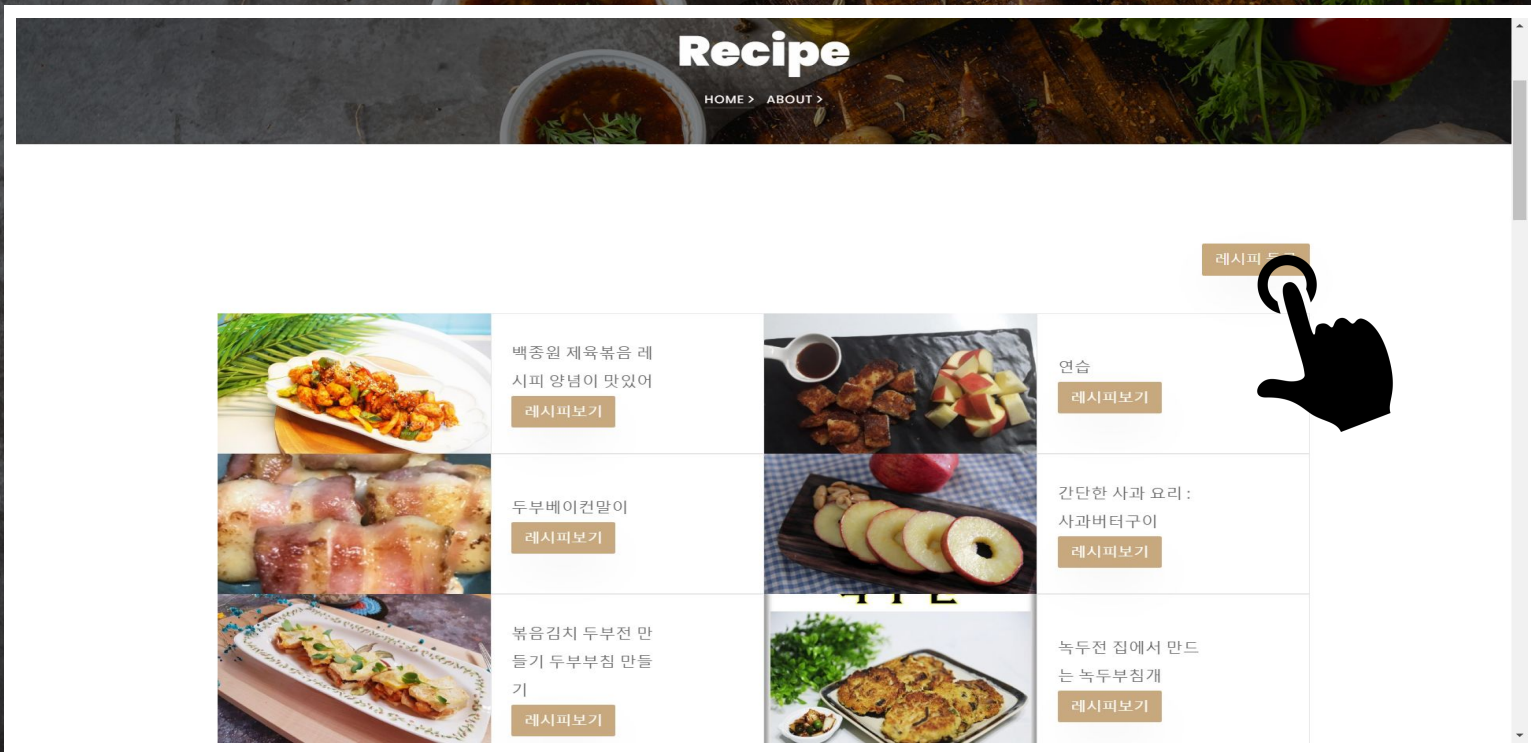 Recipe
HOME > ABOUT >
레시피
백종원 제육볶음 레
시피 양념이 맛있어
레시피보기
연습
레시피보기
두부베이컨말이
레시피보기
간단한 사과 요리 :
사과버터구이
레시피보기
볶음김치 두부전 만
들기 두부부침 만들
기
레시피보기
녹두전 집에서 만드
는 녹두부침개
레시피보기